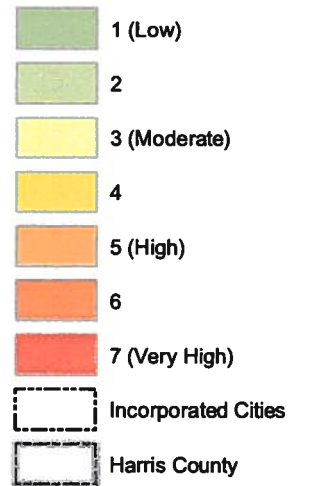 1 (Low)
2
3 (Moderate)
4
5 (High)
6
7 (Very High)
Incorporated Cities
Harris County